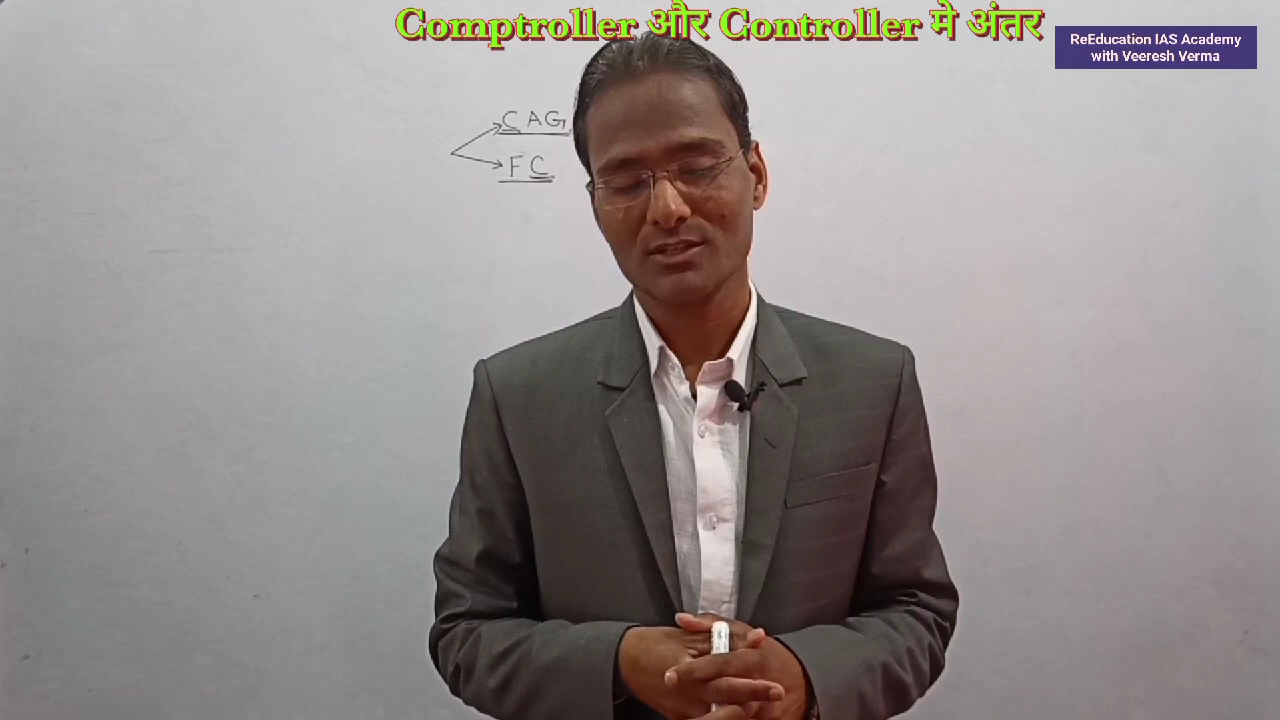 Comptroller और Controller मे अंतर
ReEducation IAS Academy
with Veeresh Verma
CAG
FC